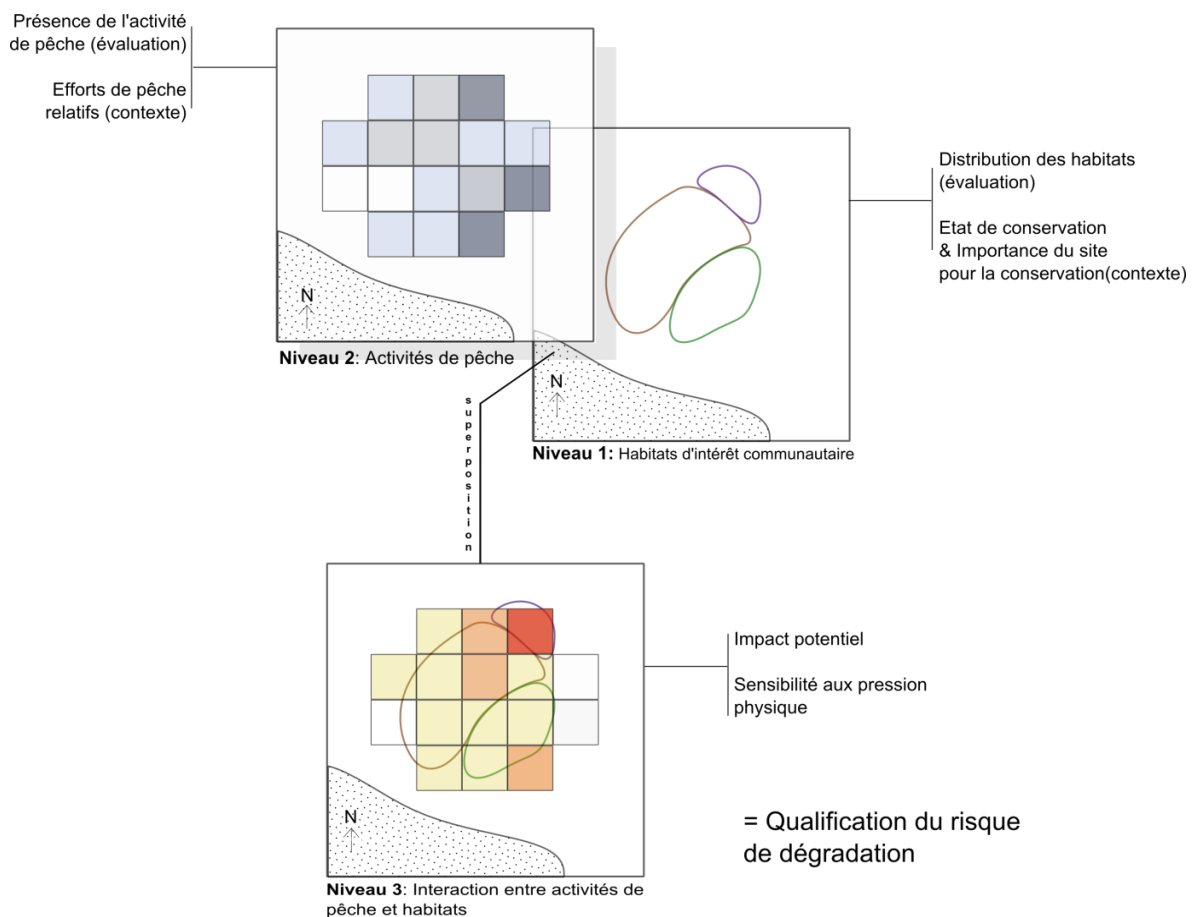 Présence de l'activité
de pêche (évaluation)
Efforts de pêche
relatifs (contexte)
N
Niveau 2: Activités de pêche
Distribution des habitats
(évaluation)
Etat de conservation
& Importance du site
pour la conservation(contexte)
N
Niveau 1: Habitats d'intérêt communautaire
superposition
Impact potentiel
Sensibilité aux pression
physique
N
= Qualification du risque
de dégradation
Niveau 3: Interaction entre activités de
pêche et habitats